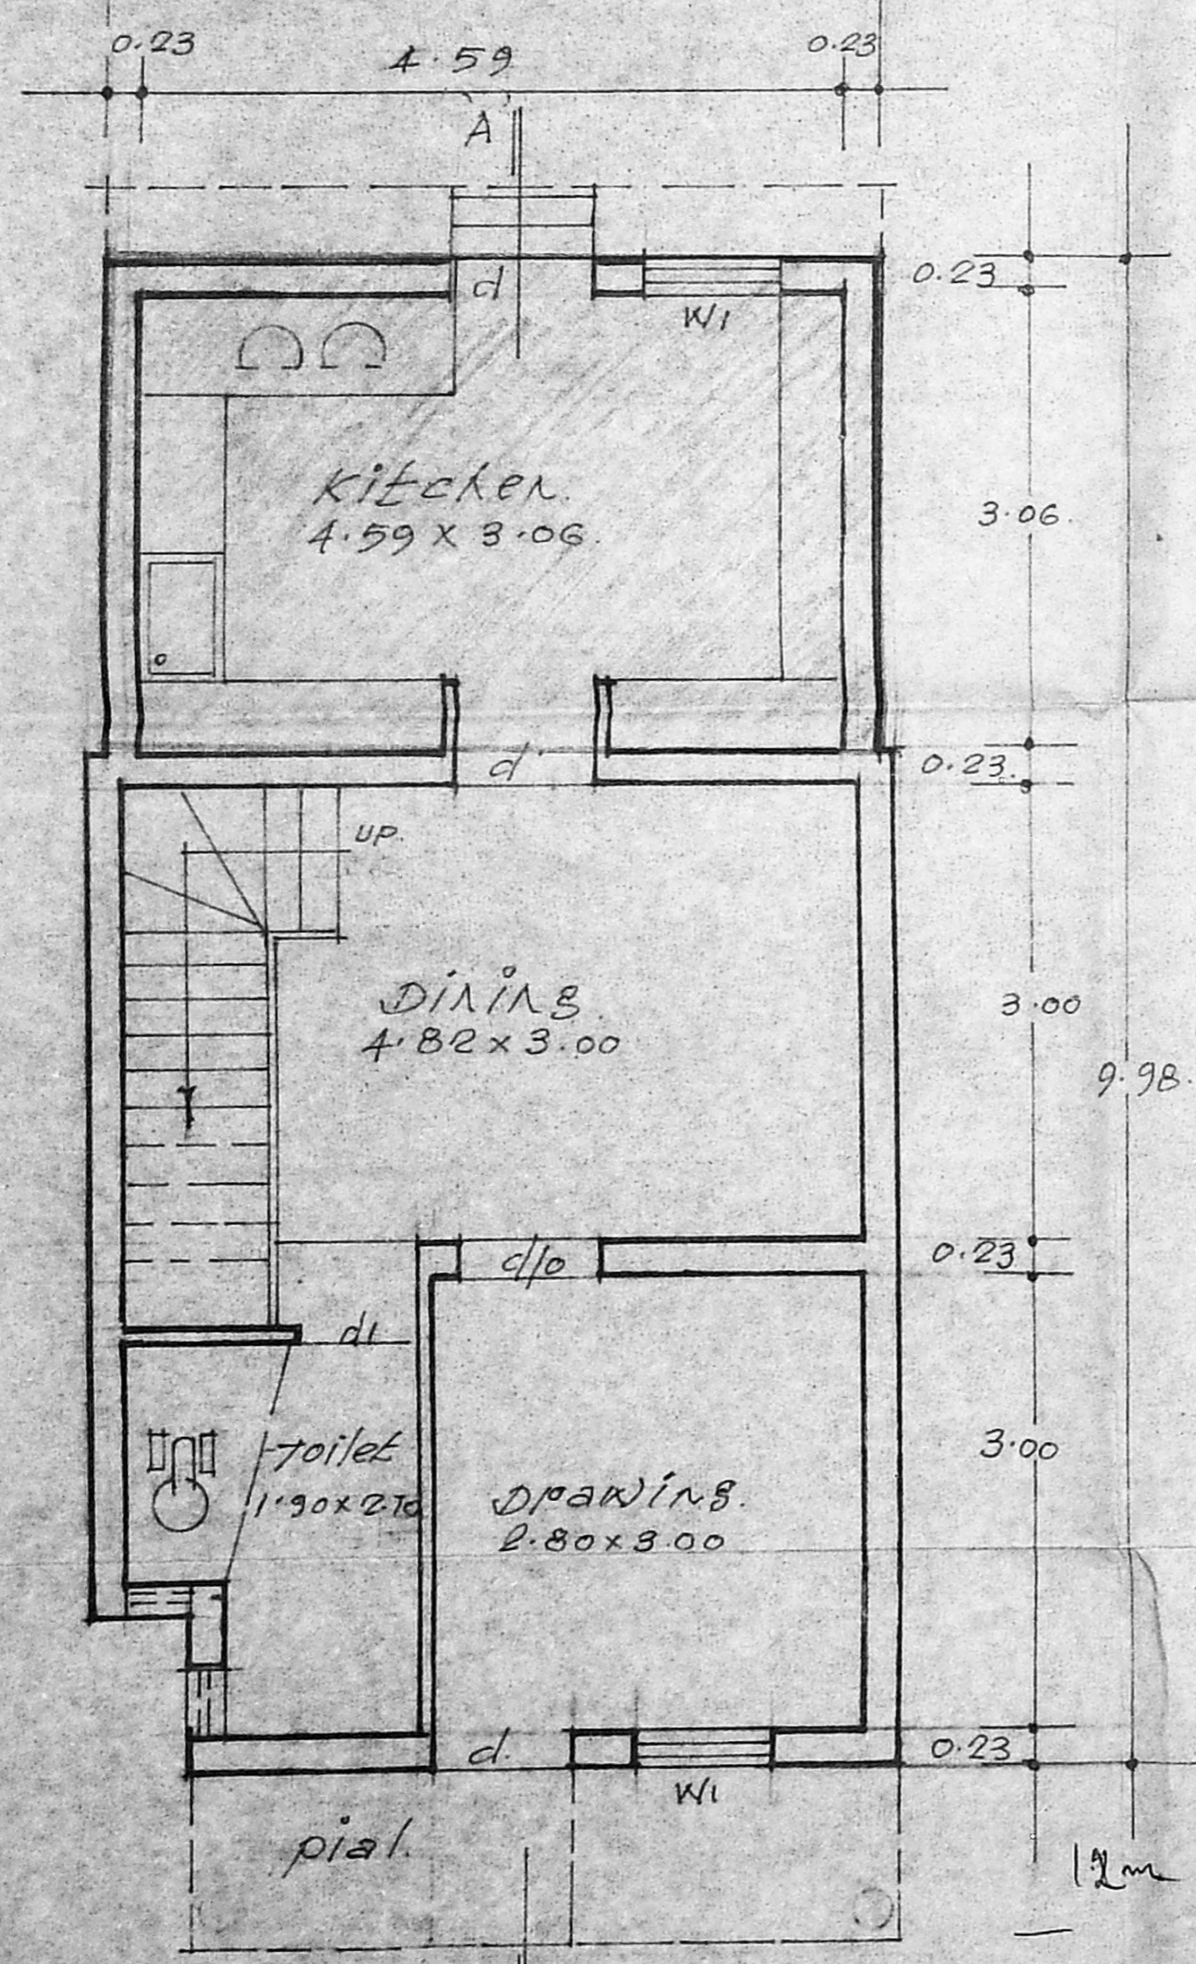 0.23
4.59
0.23
A
d
0.23
W1
Kitchen.
4.59 x 3.06.
3.06.
d
0.23.
UP.
Dining.
4.82 x 3.00
3.00
9.98.
d/o
0.23
d1
Toilet
1.90 x 2.70
3.00
Drawing.
2.80 x 3.00
d.
0.23
W1
pial.